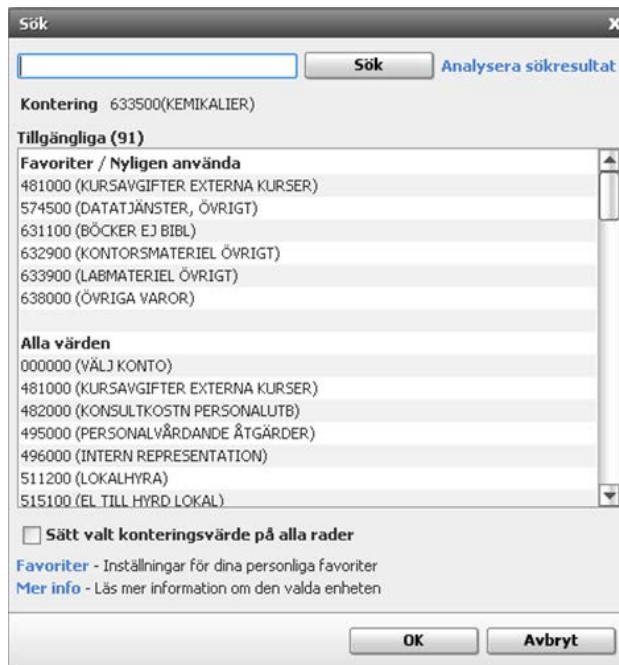 Sök X
Sök Analysera sökresultat
Kontering 633500(KEMIKALIER)
Tillgängliga (91)
Favoriter / Nyligen använda
481000 (KURSAVGIFTER EXTERNA KURSER)
574500 (DATATJÄNSTER, ÖVRIGT)
631100 (BÖCKER EJ BIBL)
632900 (KONTORSMATERIEL ÖVRIGT)
633900 (LABMATERIEL ÖVRIGT)
638000 (ÖVRIGA VAROR)
Alla värden
000000 (VÄLJ KONTO)
481000 (KURSAVGIFTER EXTERNA KURSER)
482000 (KONSULTKOSTN PERSONALUTB)
495000 (PERSONALVÅRDANDE ÅTGÄRDER)
496000 (INTERN REPRESENTATION)
511200 (LOKALHYRA)
515100 (EL TILL HYRD LOKAL)
Sätt valt konteringsvärde på alla rader
Favoriter - Inställningar för dina personliga favoriter
Mer info - Läs mer information om den valda enheten
OK Avbryt